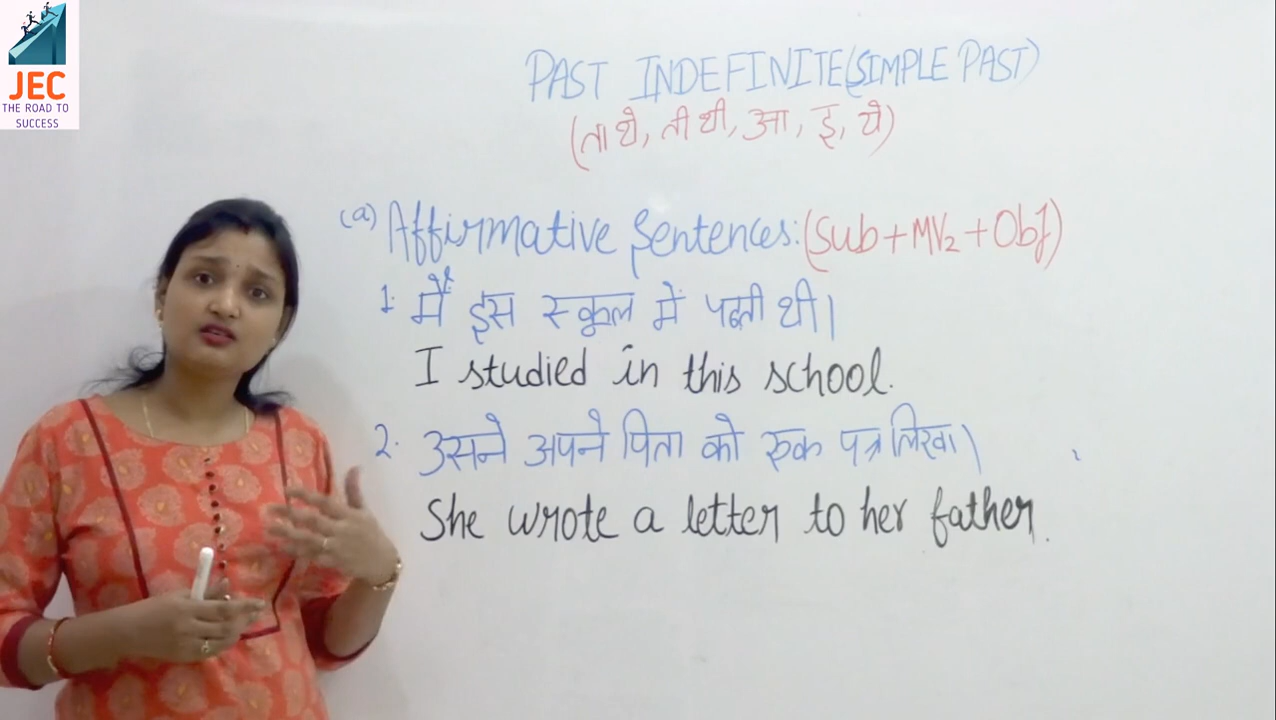 JEC
THE ROAD TO
SUCCESS
PAST INDEFINITE(SIMPLE PAST)
(ता थे, ती थी, आ, इ, ये)
(a) Affirmative Sentences:(Sub+MV₂+Obj)
1. मैं इस स्कूल में पढ़ती थी।
I studied in this school.
2. उसने अपने पिता को एक पत्र लिखा।
She wrote a letter to her father.